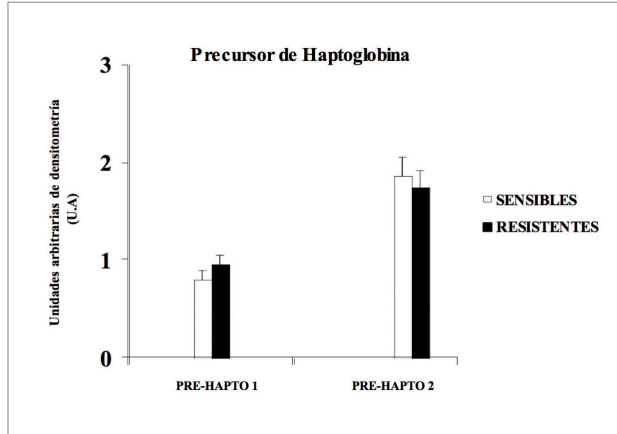 Precursor de Haptoglobina
Unidades arbitrarias de densitometría
(U.A)
3
2
1
0
PRE-HAPTO 1
PRE-HAPTO 2
SENSIBLES
RESISTENTES